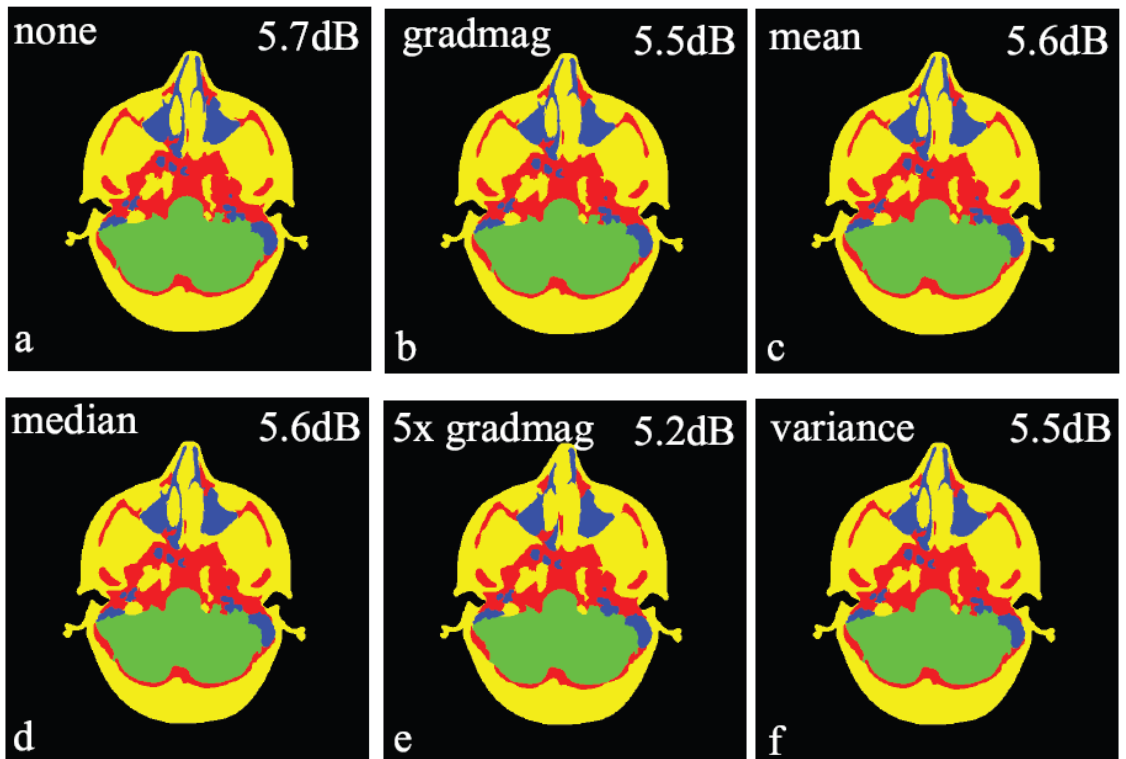 none 5.7dB
gradmag 5.5dB
mean 5.6dB
a
b
c
median 5.6dB
5x gradmag 5.2dB
variance 5.5dB
d
e
f